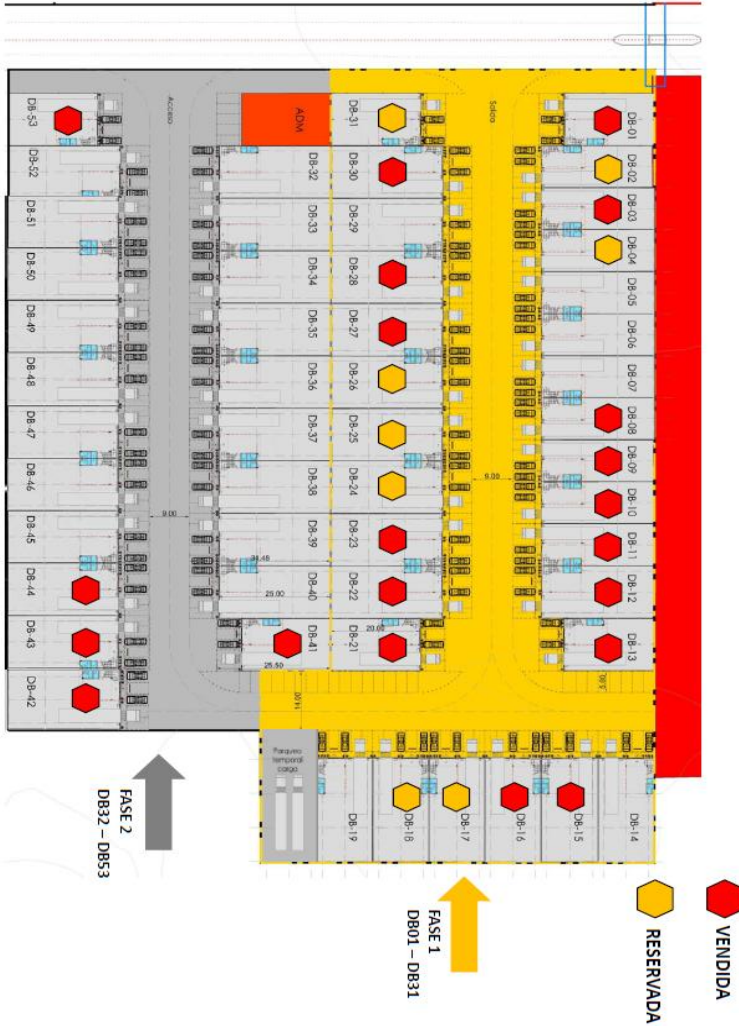 Acceso
Salida
ADM
DB-01
DB-02
DB-03
DB-04
DB-05
DB-06
DB-07
DB-08
DB-09
DB-10
DB-11
DB-12
DB-13
DB-31
DB-30
DB-29
DB-28
DB-27
DB-26
DB-25
DB-24
DB-23
DB-22
DB-21
DB-32
DB-33
DB-34
DB-35
DB-36
DB-37
DB-38
DB-39
DB-40
DB-41
DB-53
DB-52
DB-51
DB-50
DB-49
DB-48
DB-47
DB-46
DB-45
DB-44
DB-43
DB-42
9.00
31.45
25.00
20.00
25.50
14.00
Parqueo
temporal
carga
DB-19
DB-18
DB-17
DB-16
DB-15
DB-14
FASE 2
DB32 – DB53
FASE 1
DB01 – DB31
VENDIDA
RESERVADA